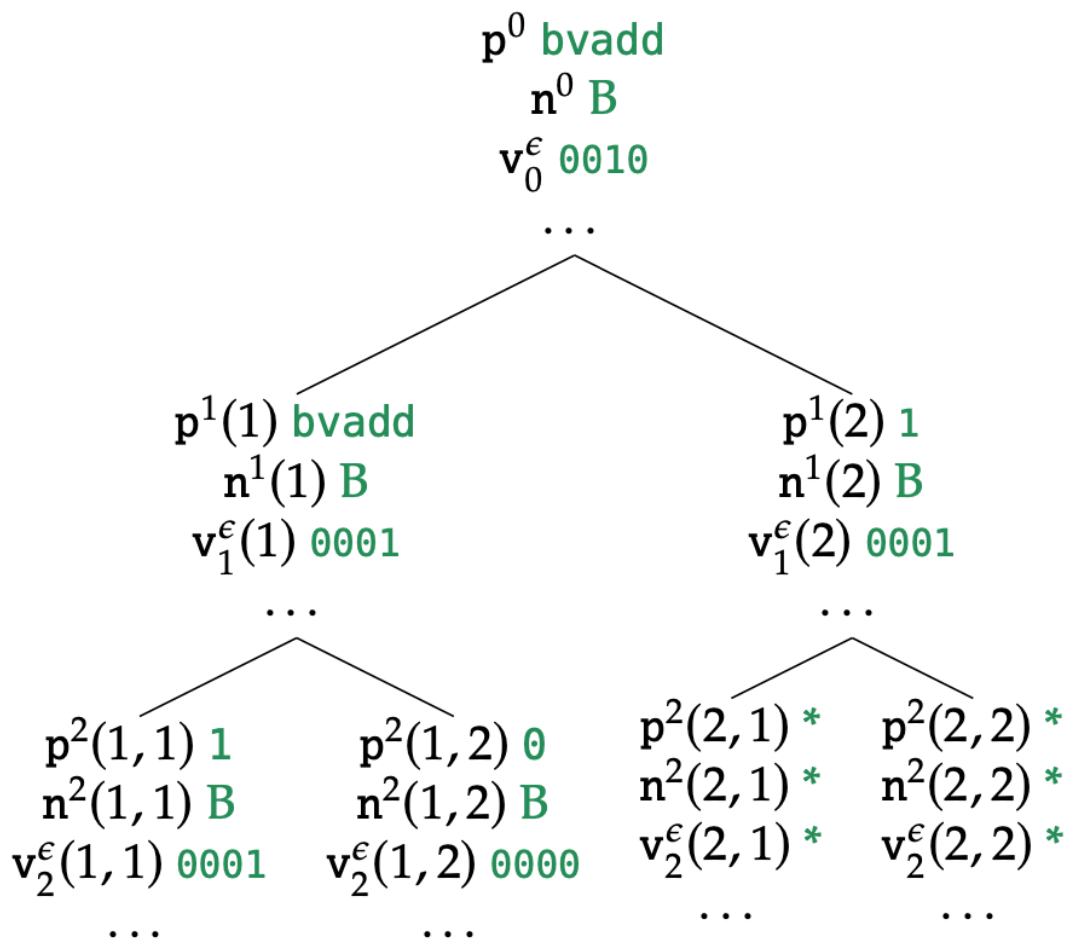 p⁰ bvadd
n⁰ B
v₀^ϵ 0010
...
p¹(1) bvadd
n¹(1) B
v₁^ϵ(1) 0001
...
p¹(2) 1
n¹(2) B
v₁^ϵ(2) 0001
...
p²(1, 1) 1
n²(1, 1) B
v₂^ϵ(1, 1) 0001
...
p²(1, 2) 0
n²(1, 2) B
v₂^ϵ(1, 2) 0000
...
p²(2, 1) *
n²(2, 1) *
v₂^ϵ(2, 1) *
...
p²(2, 2) *
n²(2, 2) *
v₂^ϵ(2, 2) *
...